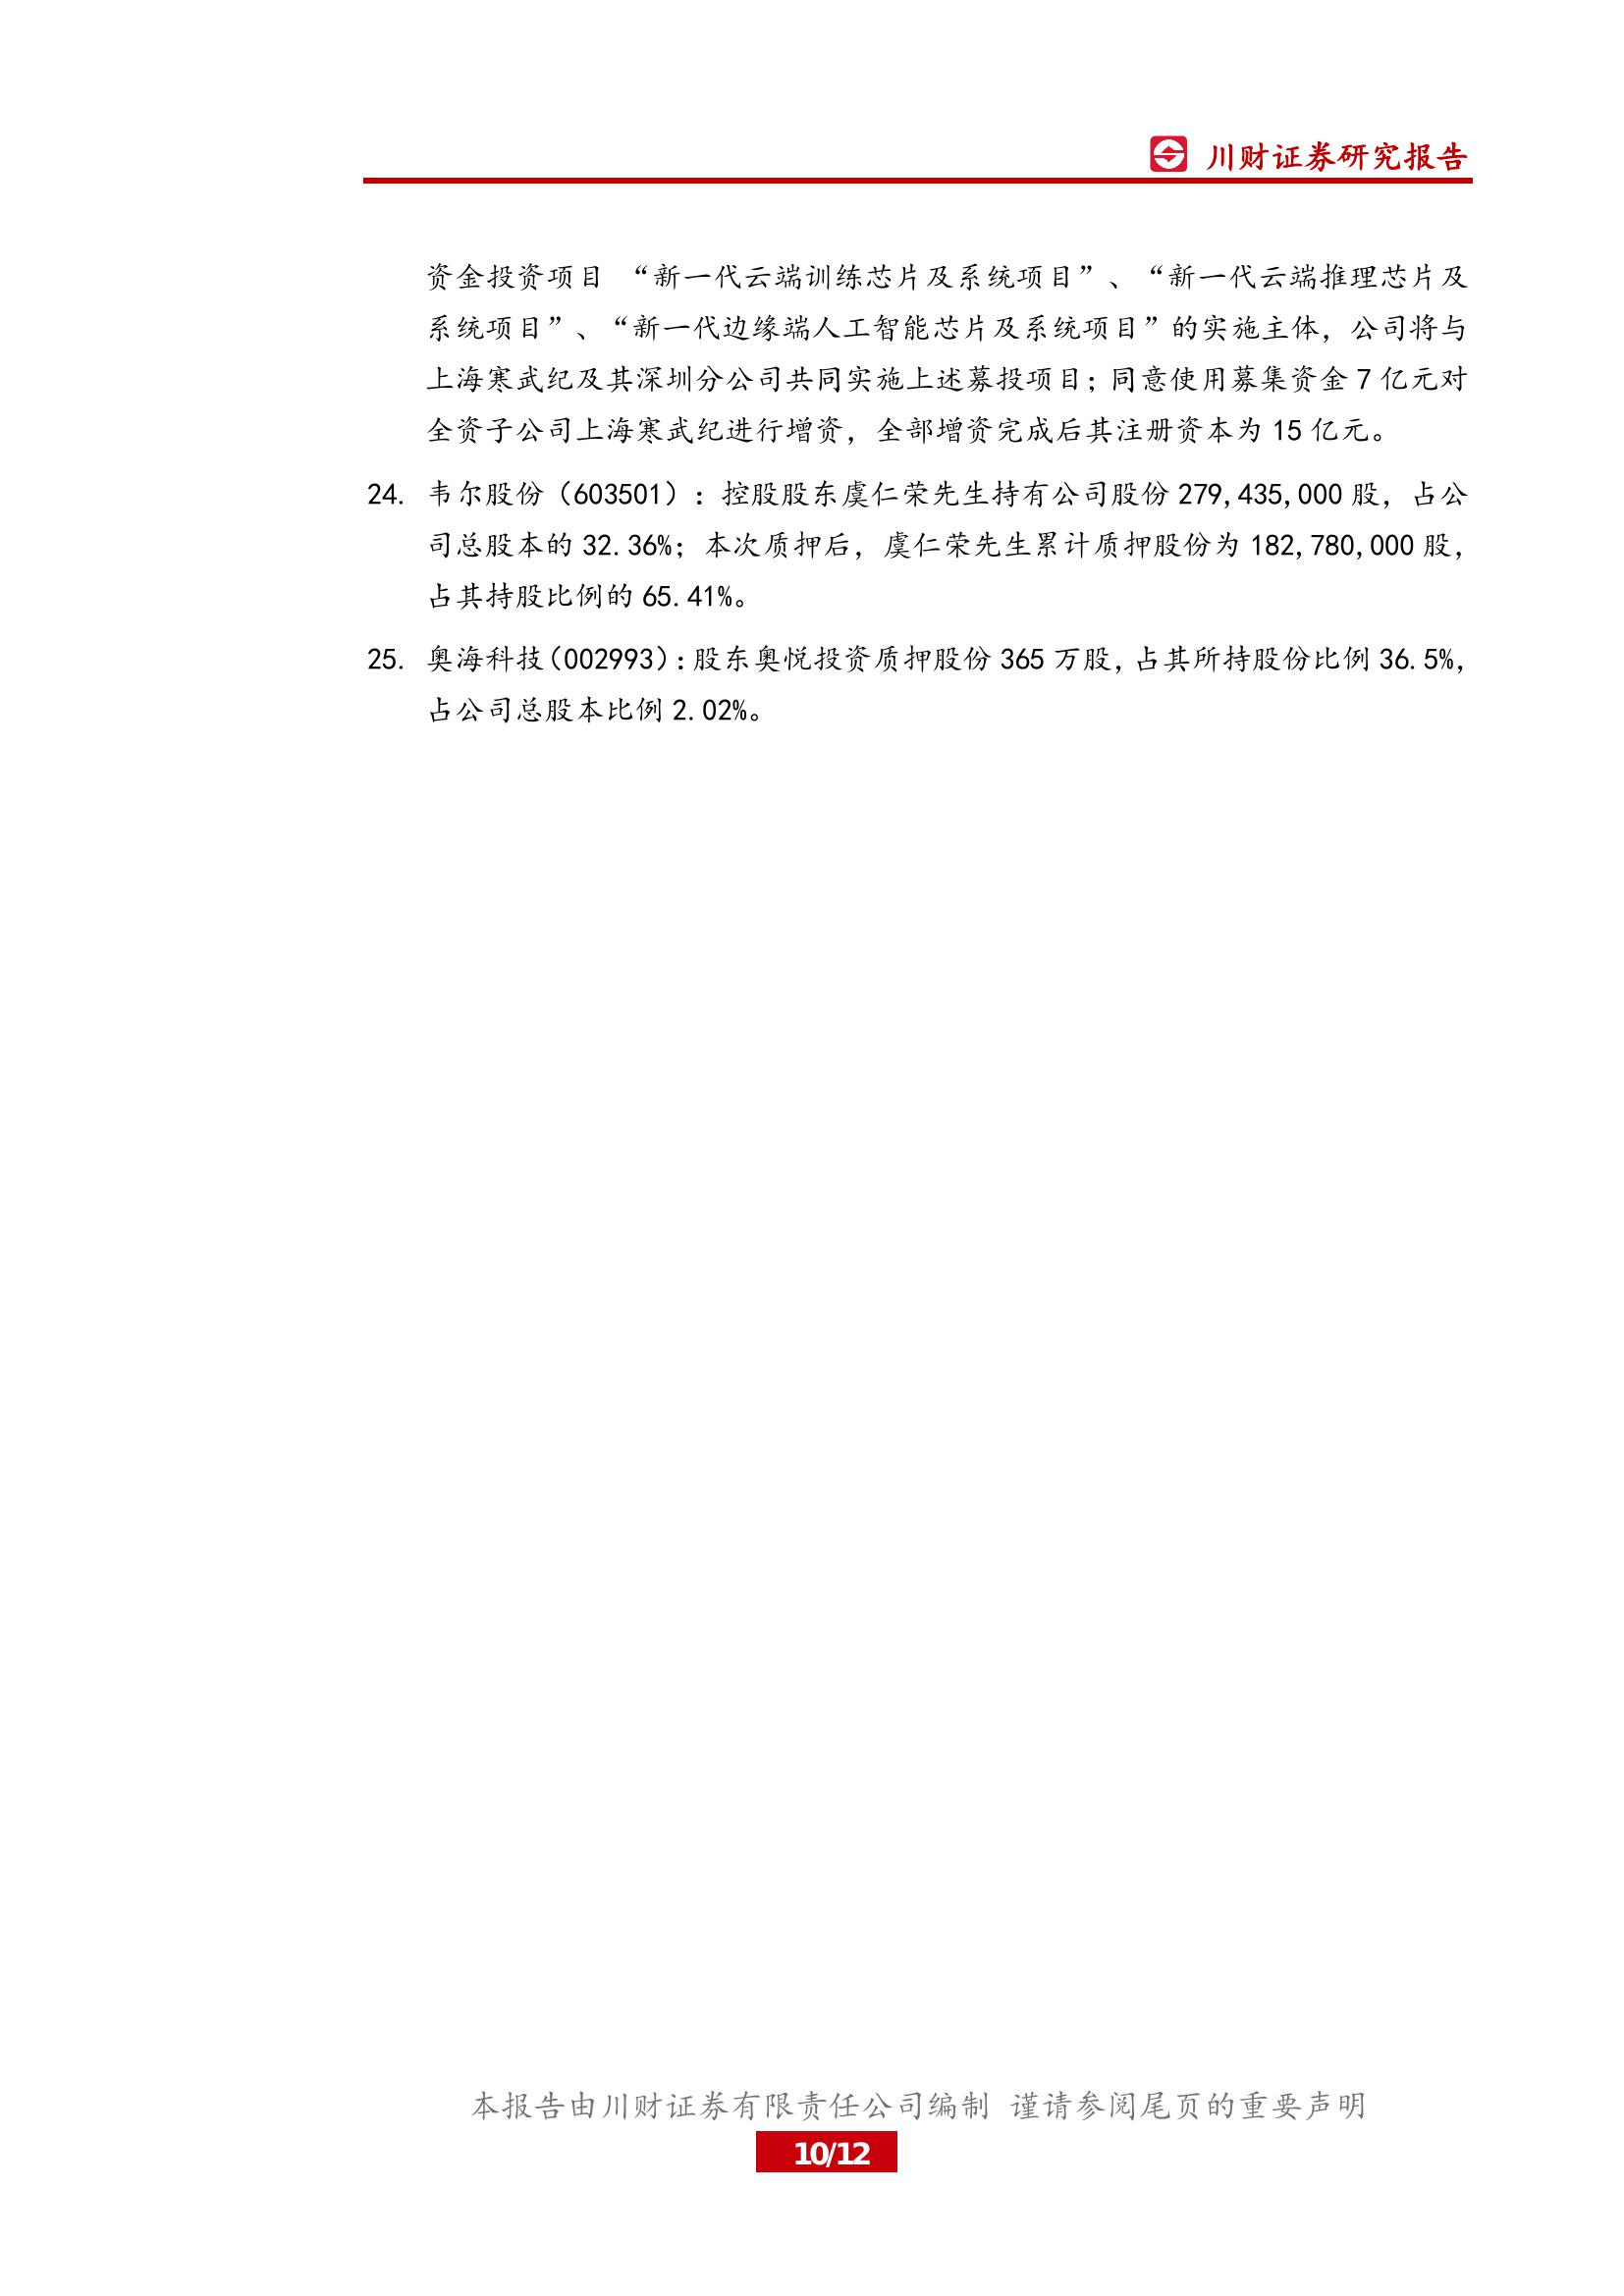 川财证券研究报告
资金投资项目 “新一代云端训练芯片及系统项目”、“新一代云端推理芯片及
系统项目”、“新一代边缘端人工智能芯片及系统项目”的实施主体，公司将与
上海寒武纪及其深圳分公司共同实施上述募投项目；同意使用募集资金 7 亿元对
全资子公司上海寒武纪进行增资，全部增资完成后其注册资本为 15 亿元。
24. 韦尔股份（603501）：控股股东虞仁荣先生持有公司股份 279,435,000 股，占公
司总股本的 32.36%；本次质押后，虞仁荣先生累计质押股份为 182,780,000 股，
占其持股比例的 65.41%。
25. 奥海科技（002993）：股东奥悦投资质押股份 365 万股，占其所持股份比例 36.5%，
占公司总股本比例 2.02%。
本报告由川财证券有限责任公司编制 谨请参阅尾页的重要声明
10/12